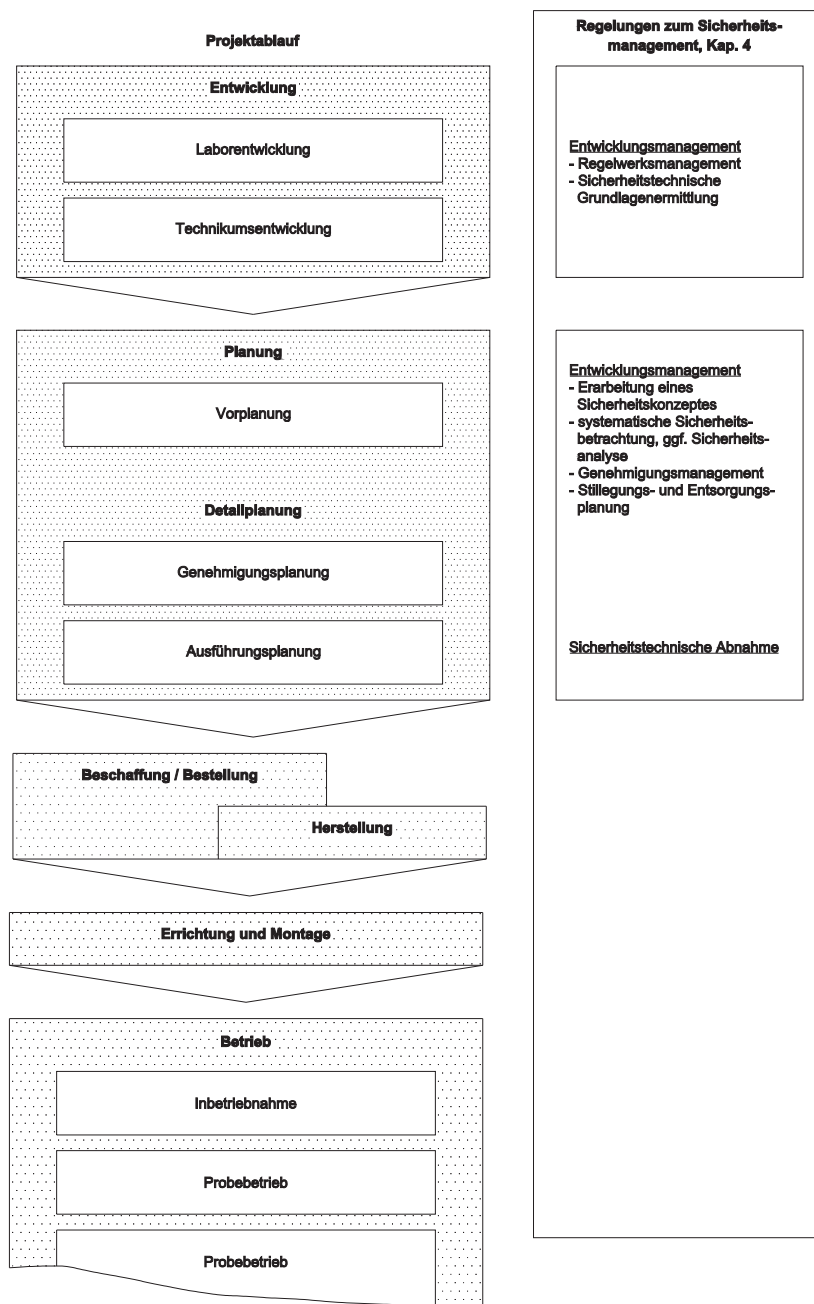 Projektablauf
Entwicklung
Laborentwicklung
Technikumsentwicklung
Planung
Vorplanung
Detailplanung
Genehmigungsplanung
Ausführungsplanung
Beschaffung / Bestellung
Herstellung
Errichtung und Montage
Betrieb
Inbetriebnahme
Probebetrieb
Probebetrieb
Regelungen zum Sicherheits-
management, Kap. 4
Entwicklungsmanagement
- Regelwerksmanagement
- Sicherheitstechnische
Grundlagenermittlung
Entwicklungsmanagement
- Erarbeitung eines
Sicherheitskonzeptes
- systematische Sicherheits-
betrachtung, ggf. Sicherheits-
analyse
- Genehmigungsmanagement
- Stillegungs- und Entsorgungs-
planung
Sicherheitstechnische Abnahme